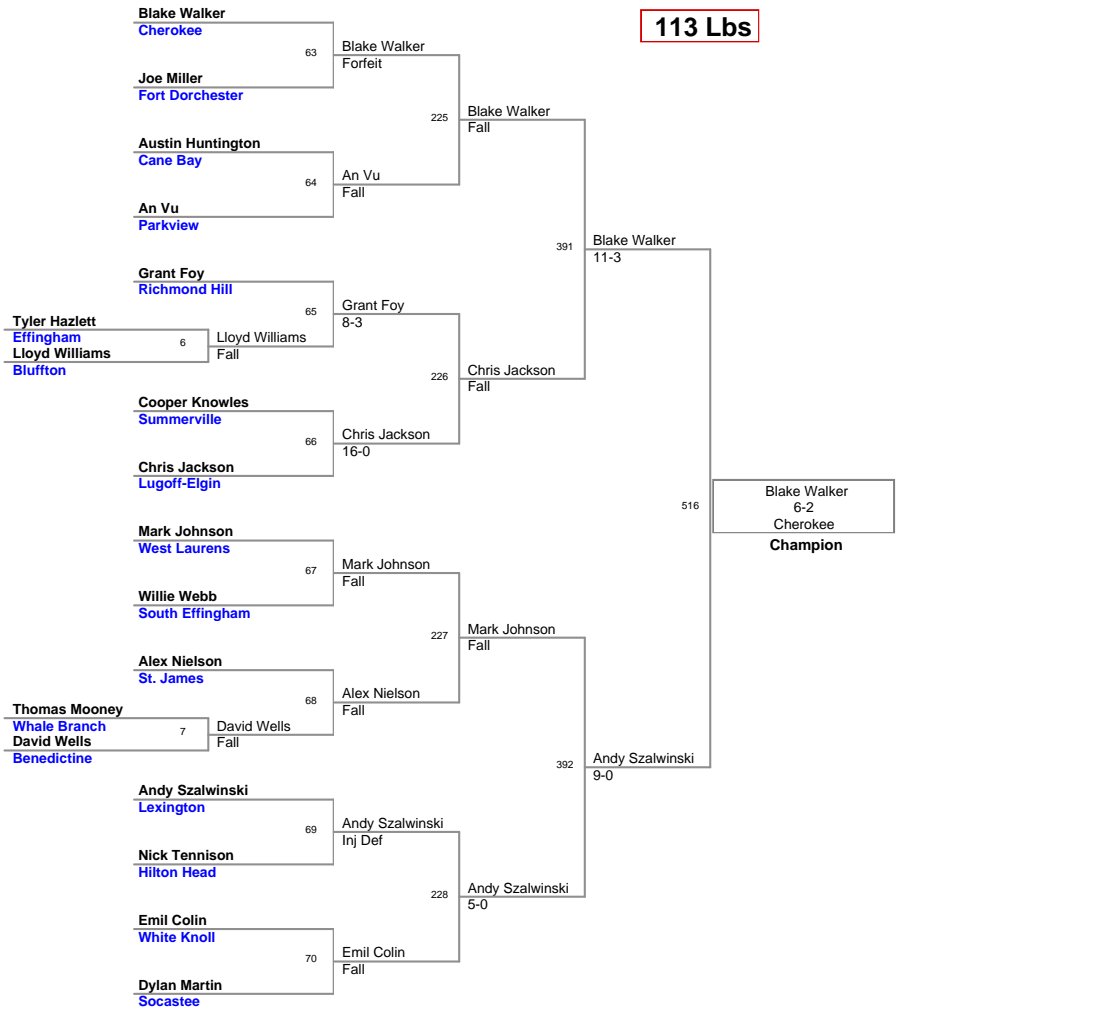 113 Lbs
Blake Walker
Cherokee
63
Blake Walker
Forfeit
Joe Miller
Fort Dorchester
225
Blake Walker
Fall
Austin Huntington
Cane Bay
64
An Vu
Fall
An Vu
Parkview
391
Blake Walker
11-3
Grant Foy
Richmond Hill
65
Grant Foy
8-3
Tyler Hazlett
Effingham
6
Lloyd Williams
Fall
Lloyd Williams
Bluffton
226
Chris Jackson
Fall
Cooper Knowles
Summerville
66
Chris Jackson
16-0
Chris Jackson
Lugoff-Elgin
516
Blake Walker
6-2
Cherokee
Champion
Mark Johnson
West Laurens
67
Mark Johnson
Fall
Willie Webb
South Effingham
227
Mark Johnson
Fall
Alex Nielson
St. James
68
Alex Nielson
Fall
Thomas Mooney
Whale Branch
7
David Wells
Fall
David Wells
Benedictine
392
Andy Szalwinski
9-0
Andy Szalwinski
Lexington
69
Andy Szalwinski
Inj Def
Nick Tennison
Hilton Head
228
Andy Szalwinski
5-0
Emil Colin
White Knoll
70
Emil Colin
Fall
Dylan Martin
Socastee